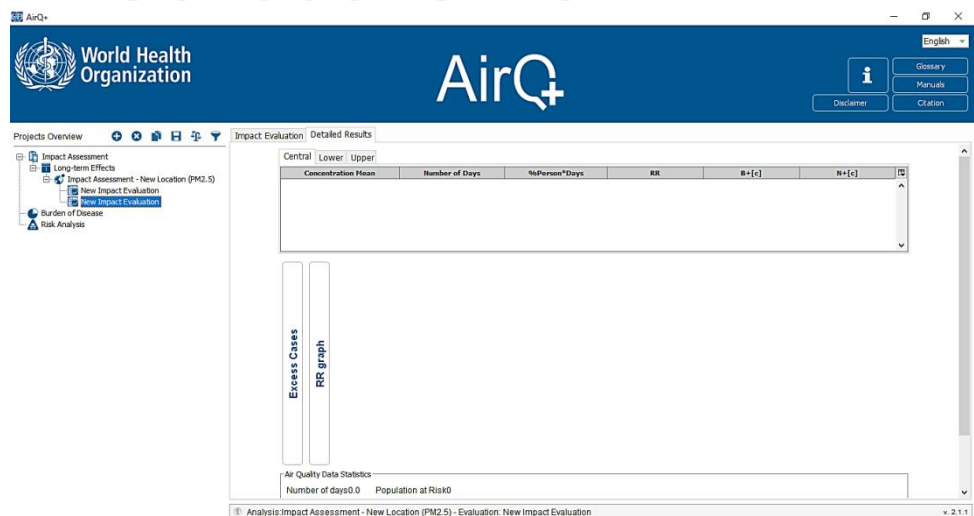 AirQ+
World Health
Organization
AirQ+
English
i
Glossary
Manuals
Disclaimer
Citation
Projects Overview
Impact Evaluation Detailed Results
Impact Assessment
Long-term Effects
Impact Assessment - New Location (PM2.5)
New Impact Evaluation
New Impact Evaluation
Burden of Disease
Risk Analysis
Central Lower Upper
Concentration Mean Number of Days %Person*Days RR B+[c] N+[c]
Excess Cases
RR graph
Air Quality Data Statistics
Number of days0.0 Population at Risk0
Analysis:Impact Assessment - New Location (PM2.5) - Evaluation: New Impact Evaluation
v. 2.1.1